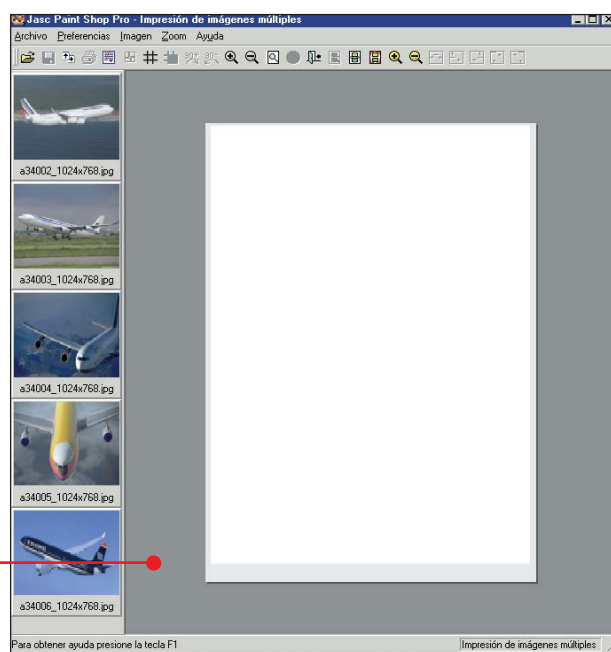 Jasc Paint Shop Pro - Impresión de imágenes múltiples
Archivo Preferencias Imagen Zoom Ayuda
a34002_1024x768.jpg
a34003_1024x768.jpg
a34004_1024x768.jpg
a34005_1024x768.jpg
a34006_1024x768.jpg
Para obtener ayuda presione la tecla F1
Impresión de imágenes múltiples